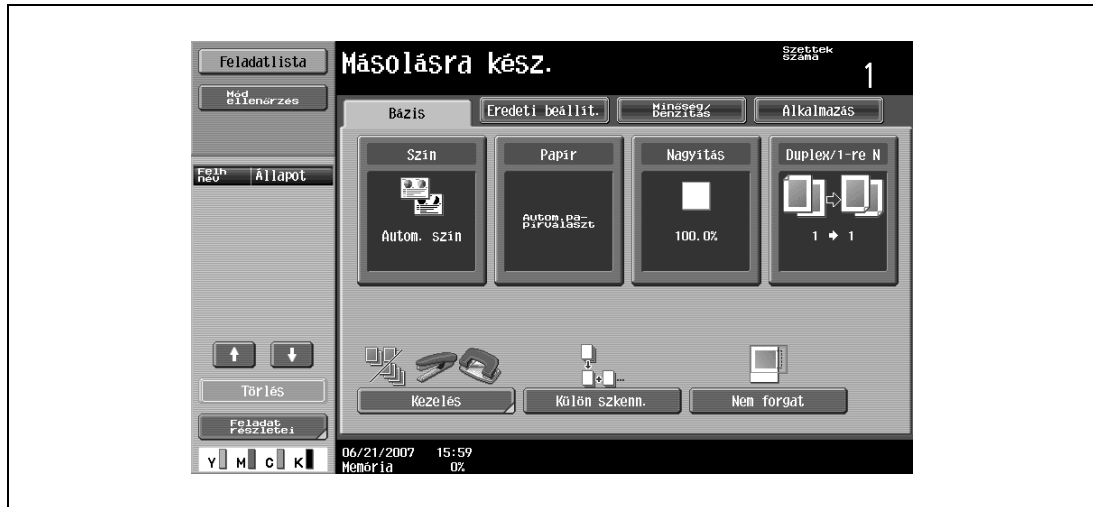 Feladatlista
Mód
ellenőrzés
Felh
név
Állapot
Törlés
Feladat
részletei
Y M C K
Másolásra kész.
Szettek
száma
1
Bázis
Eredeti beállít.
Minőség/
Denzitás
Alkalmazás
Szín
Papír
Nagyítás
Duplex/1-re N
Autom. szín
Autom.pa-
pírválaszt
100.0%
1 → 1
Kezelés
Külön szkenn.
Nem forgat
06/21/2007 15:59
Memória 0%